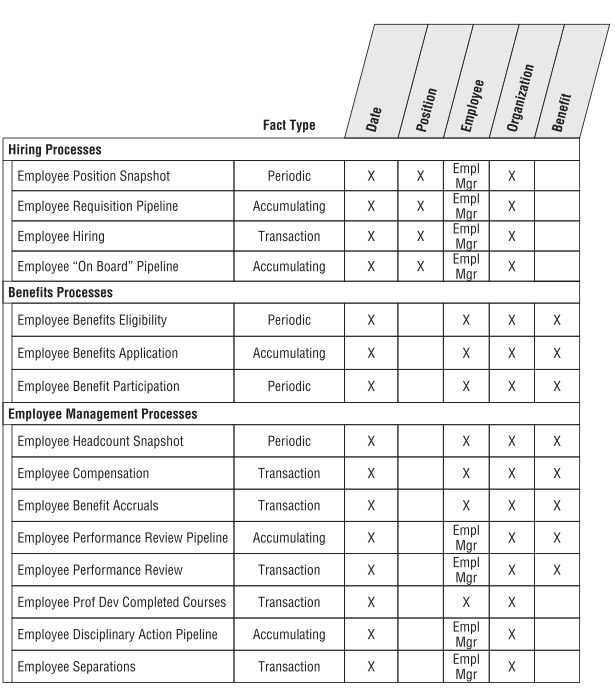 Fact Type Date Position Employee Organization Benefit
Hiring Processes
Employee Position Snapshot Periodic X X Empl Mgr X
Employee Requisition Pipeline Accumulating X X Empl Mgr X
Employee Hiring Transaction X X Empl Mgr X
Employee “On Board” Pipeline Accumulating X X Empl Mgr X
Benefits Processes
Employee Benefits Eligibility Periodic X X X X
Employee Benefits Application Accumulating X X X X
Employee Benefit Participation Periodic X X X X
Employee Management Processes
Employee Headcount Snapshot Periodic X X X X
Employee Compensation Transaction X X X X
Employee Benefit Accruals Transaction X X X X
Employee Performance Review Pipeline Accumulating X Empl Mgr X X
Employee Performance Review Transaction X Empl Mgr X X
Employee Prof Dev Completed Courses Transaction X X X
Employee Disciplinary Action Pipeline Accumulating X Empl Mgr X
Employee Separations Transaction X Empl Mgr X